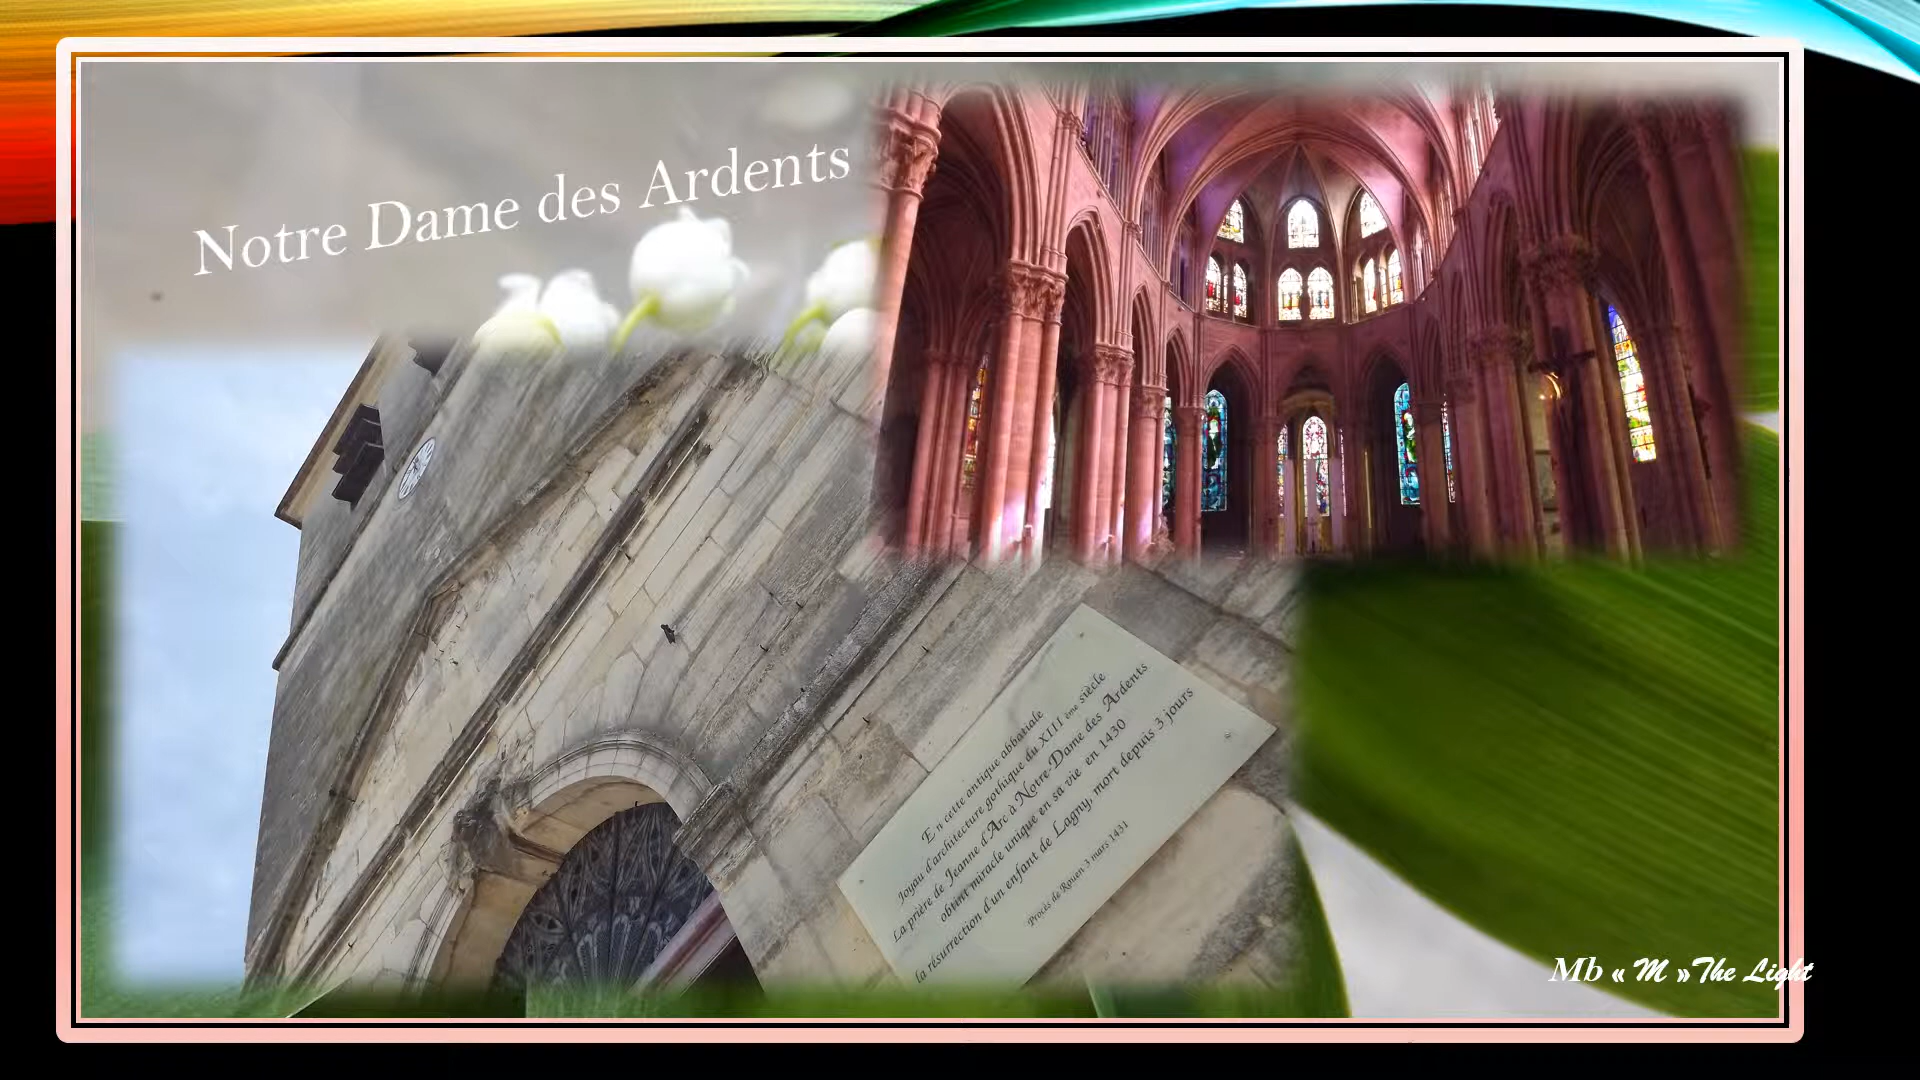 Notre Dame des Ardents
En cette antique abbatiale
Joyau d'architecture gothique du XIII ème siècle
La prière de Jeanne d'Arc à Notre-Dame des Ardents
obtint miracle unique en sa vie en 1430
la résurrection d'un enfant de Lagny, mort depuis 3 jours
Procès de Rouen 3 mars 1431
Mb « M » The Light